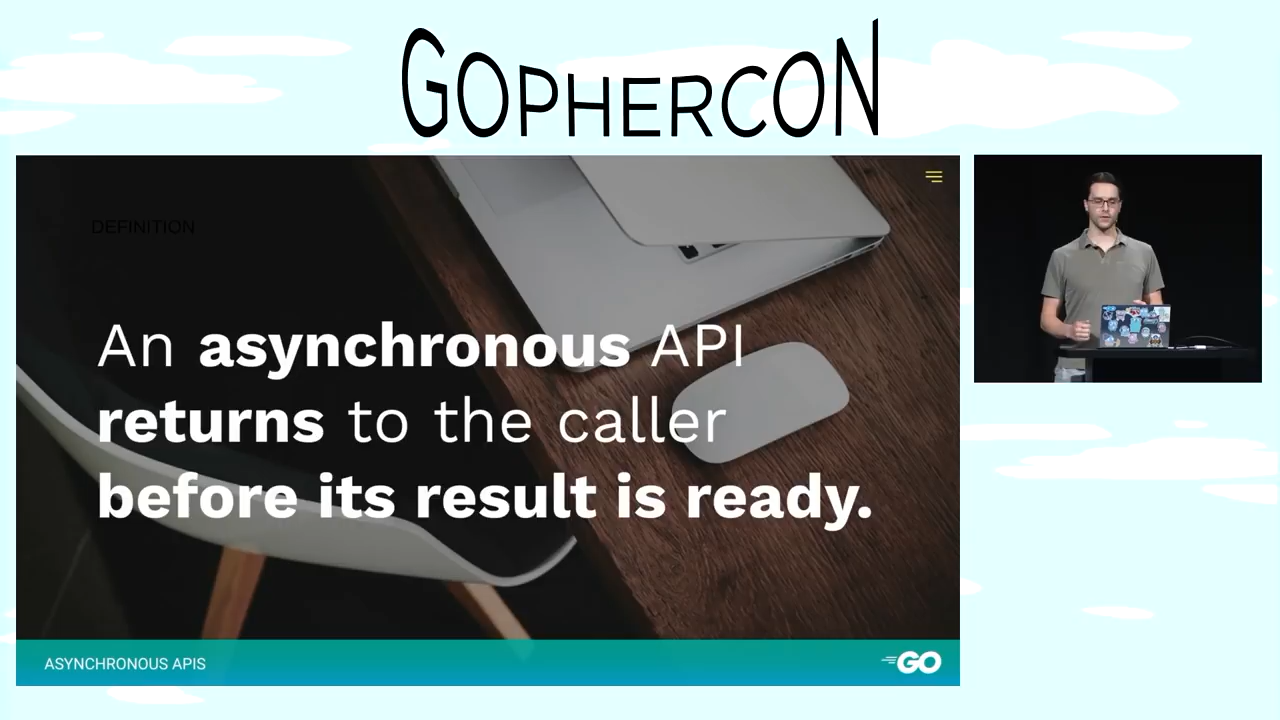 GOPHERCON
DEFINITION
An asynchronous API
returns to the caller
before its result is ready.
ASYNCHRONOUS APIS
GO